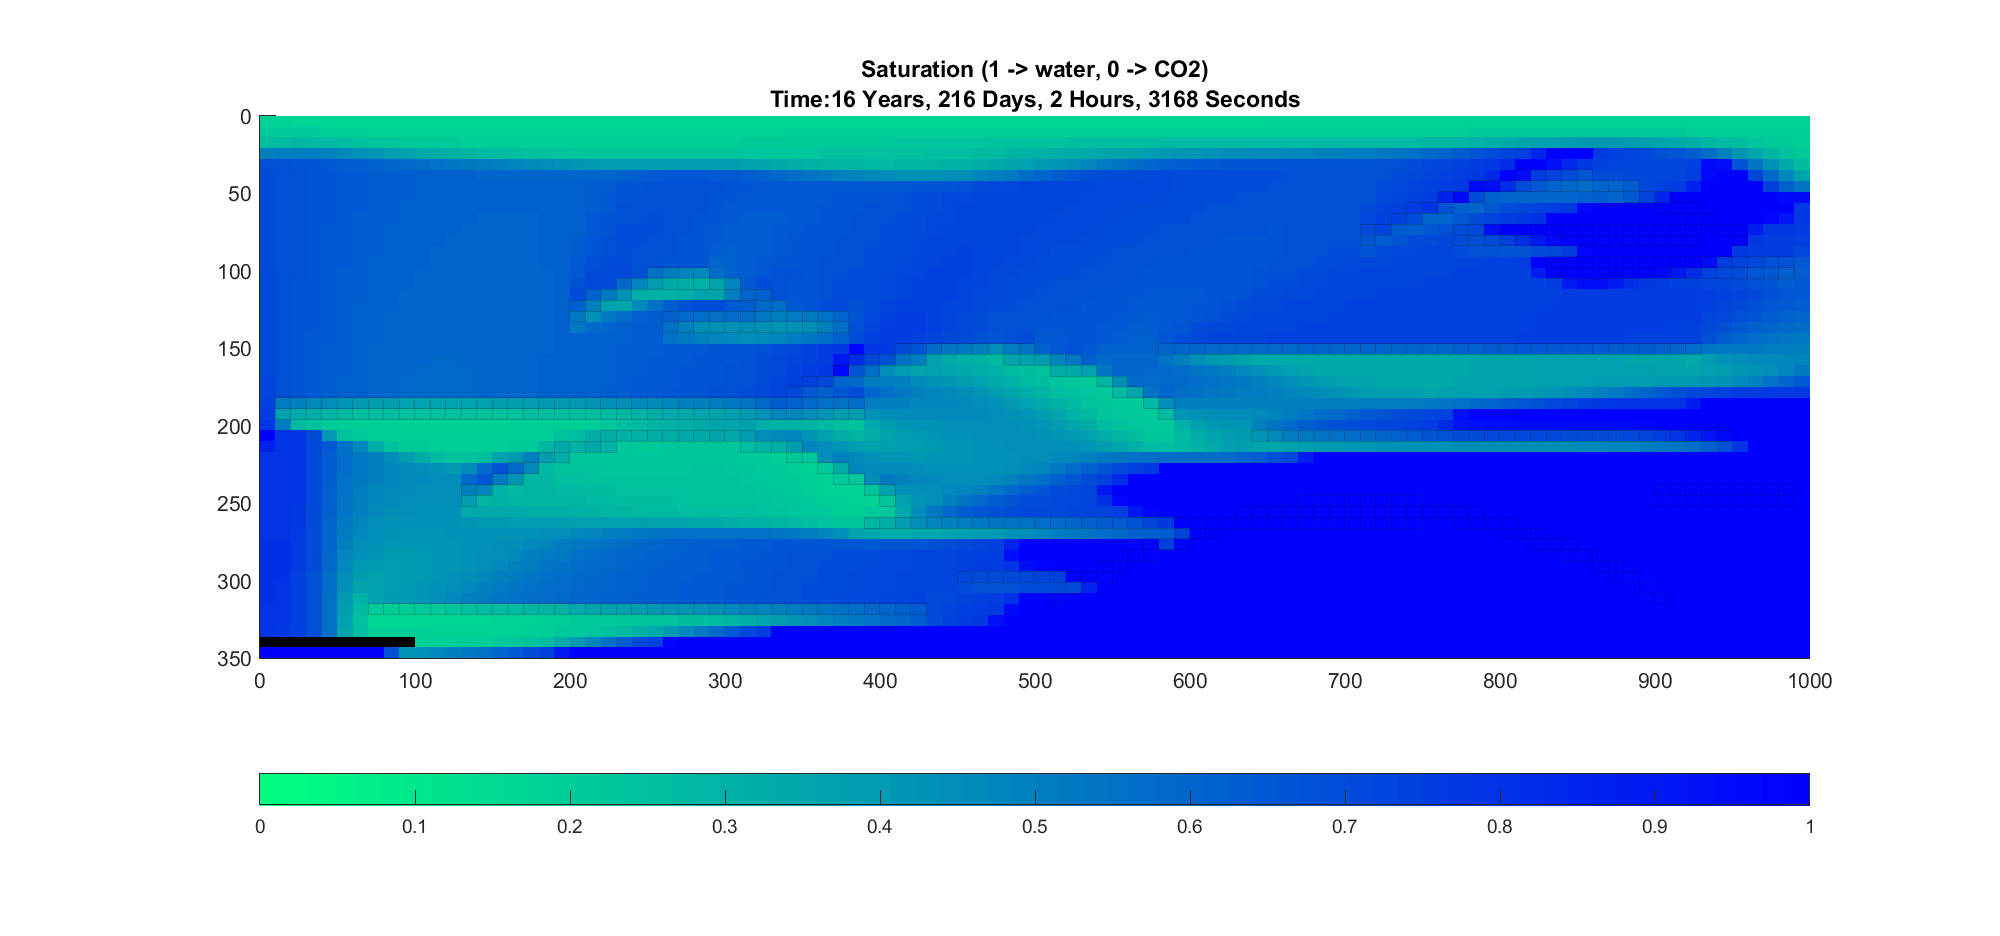 Saturation (1 -> water, 0 -> CO2)
Time:16 Years, 216 Days, 2 Hours, 3168 Seconds
0
50
100
150
200
250
300
350
0 100 200 300 400 500 600 700 800 900 1000
0 0.1 0.2 0.3 0.4 0.5 0.6 0.7 0.8 0.9 1